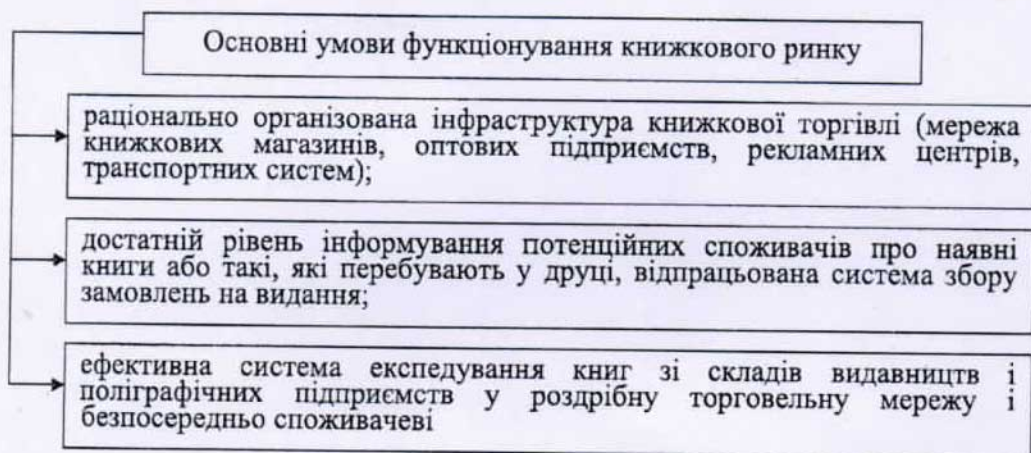 Основні умови функціонування книжкового ринку
раціонально організована інфраструктура книжкової торгівлі (мережа
книжкових магазинів, оптових підприємств, рекламних центрів,
транспортних систем);
достатній рівень інформування потенційних споживачів про наявні
книги або такі, які перебувають у друці, відпрацьована система збору
замовлень на видання;
ефективна система експедування книг зі складів видавництв і
поліграфічних підприємств у роздрібну торговельну мережу і
безпосередньо споживачеві